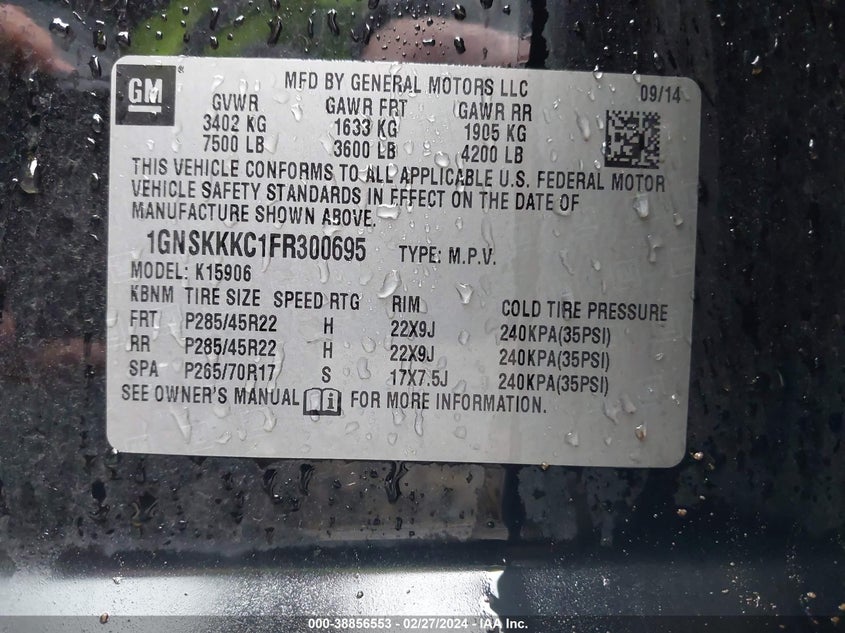 GM
MFD BY GENERAL MOTORS LLC
09/14
GVWR GAWR FRT GAWR RR
3402 KG 1633 KG 1905 KG
7500 LB 3600 LB 4200 LB
THIS VEHICLE CONFORMS TO ALL APPLICABLE U.S. FEDERAL MOTOR
VEHICLE SAFETY STANDARDS IN EFFECT ON THE DATE OF
MANUFACTURE SHOWN ABOVE.
1GNSKKKC1FR300695 TYPE: M.P.V.
MODEL: K15906
KBNM TIRE SIZE SPEED RTG RIM COLD TIRE PRESSURE
FRT P285/45R22 H 22X9J 240KPA(35PSI)
RR P285/45R22 H 22X9J 240KPA(35PSI)
SPA P265/70R17 S 17X7.5J 240KPA(35PSI)
SEE OWNER'S MANUAL FOR MORE INFORMATION.
000-38856553 - 02/27/2024 - IAA Inc.